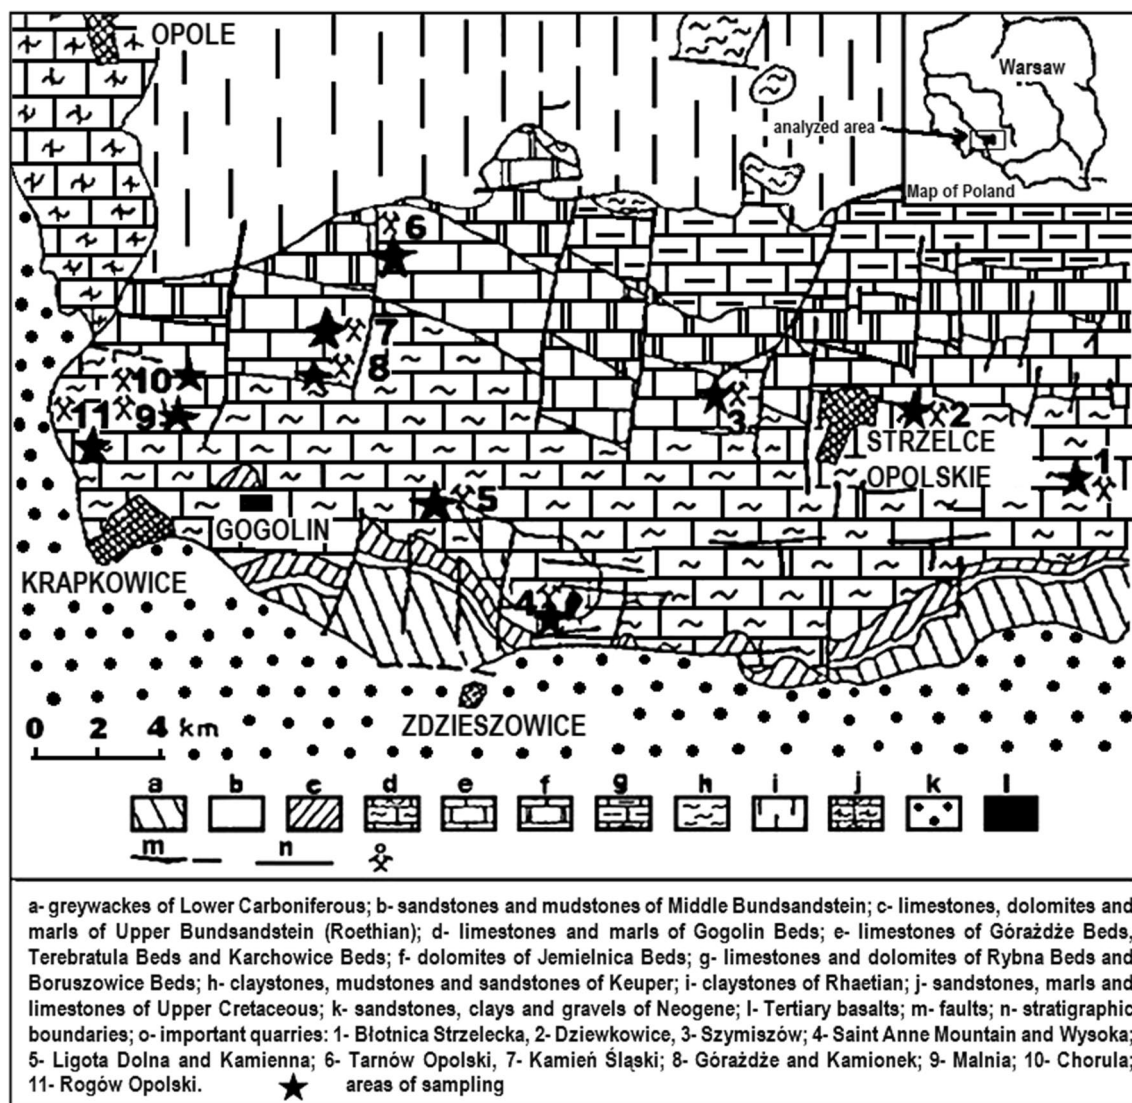 OPOLE
Warsaw
analyzed area
Map of Poland
6
7
8
10
11
9
3
2
STRZELCE
OPOLSKIE
1
5
GOGOLIN
KRAPKOWICE
4
ZDZIESZOWICE
0 2 4 km
a b c d e f g h i j k l
m n o
a- greywackes of Lower Carboniferous; b- sandstones and mudstones of Middle Bundsandstein; c- limestones, dolomites and
marls of Upper Bundsandstein (Roethian); d- limestones and marls of Gogolin Beds; e- limestones of Górażdże Beds,
Terebratula Beds and Karchowice Beds; f- dolomites of Jemielnica Beds; g- limestones and dolomites of Rybna Beds and
Boruszowice Beds; h- claystones, mudstones and sandstones of Keuper; i- claystones of Rhaetian; j- sandstones, marls and
limestones of Upper Cretaceous; k- sandstones, clays and gravels of Neogene; l- Tertiary basalts; m- faults; n- stratigraphic
boundaries; o- important quarries: 1- Błotnica Strzelecka, 2- Dziewkowice, 3- Szymiszów; 4- Saint Anne Mountain and Wysoka;
5- Ligota Dolna and Kamienna; 6- Tarnów Opolski, 7- Kamień Śląski; 8- Górażdże and Kamionek; 9- Malnia; 10- Chorula;
11- Rogów Opolski. areas of sampling